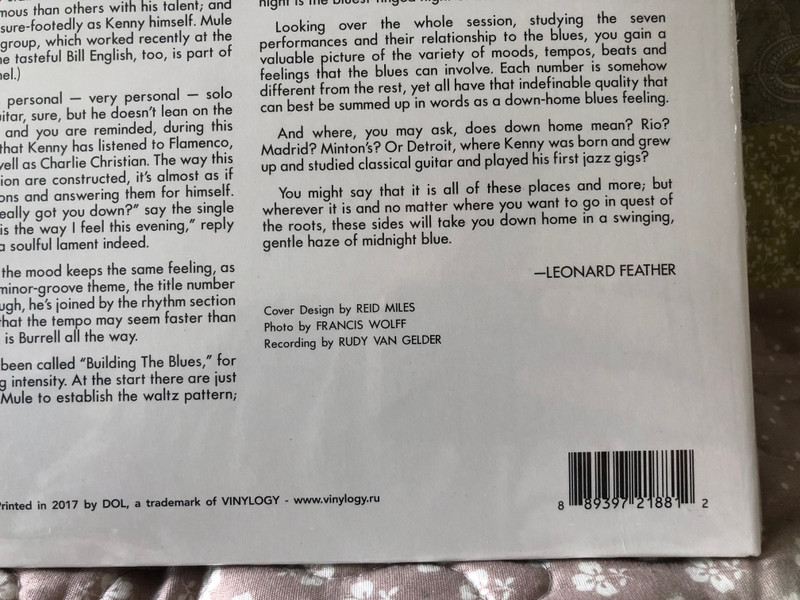 mous than others with his talent; and
sure-footedly as Kenny himself. Mule
group, which worked recently at the
e tasteful Bill English, too, is part of
nel.)
personal — very personal — solo
uitar, sure, but he doesn't lean on the
and you are reminded, during this
that Kenny has listened to Flamenco,
well as Charlie Christian. The way this
ion are constructed, it's almost as if
ons and answering them for himself.
eally got you down?" say the single
is the way I feel this evening," reply
a soulful lament indeed.
the mood keeps the same feeling, as
minor-groove theme, the title number
ugh, he's joined by the rhythm section
that the tempo may seem faster than
is Burrell all the way.
been called "Building The Blues," for
g intensity. At the start there are just
Mule to establish the waltz pattern;
Looking over the whole session, studying the seven
performances and their relationship to the blues, you gain a
valuable picture of the variety of moods, tempos, beats and
feelings that the blues can involve. Each number is somehow
different from the rest, yet all have that indefinable quality that
can best be summed up in words as a down-home blues feeling.
And where, you may ask, does down home mean? Rio?
Madrid? Minton's? Or Detroit, where Kenny was born and grew
up and studied classical guitar and played his first jazz gigs?
You might say that it is all of these places and more; but
wherever it is and no matter where you want to go in quest of
the roots, these sides will take you down home in a swinging,
gentle haze of midnight blue.
—LEONARD FEATHER
Cover Design by REID MILES
Photo by FRANCIS WOLFF
Recording by RUDY VAN GELDER
Printed in 2017 by DOL, a trademark of VINYLOGY - www.vinylogy.ru
8 89397 21881 2